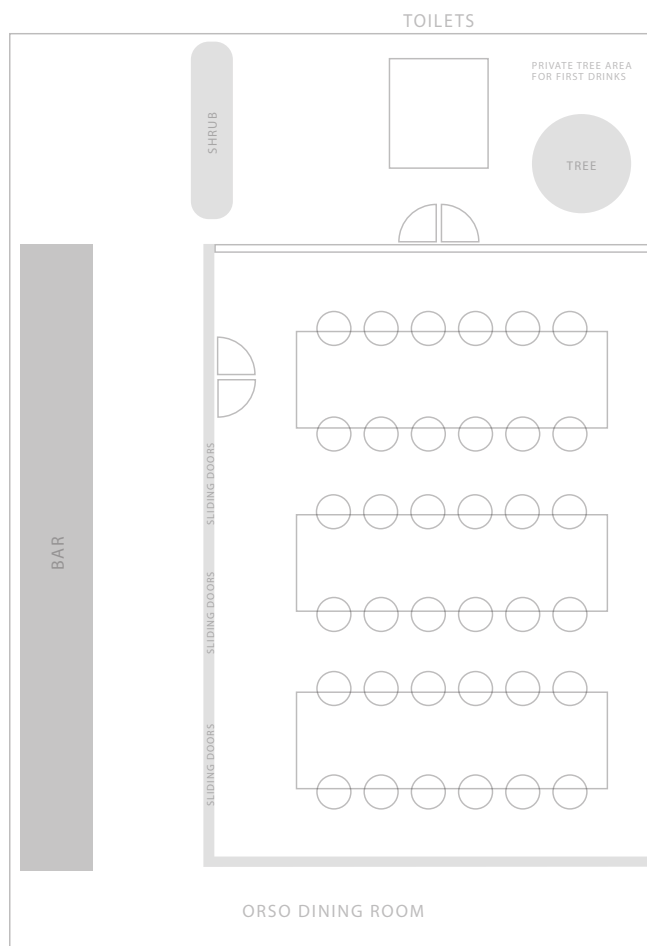 TOILETS
PRIVATE TREE AREA
FOR FIRST DRINKS
SHRUB
TREE
SLIDING DOORS
BAR
SLIDING DOORS
SLIDING DOORS
ORSO DINING ROOM